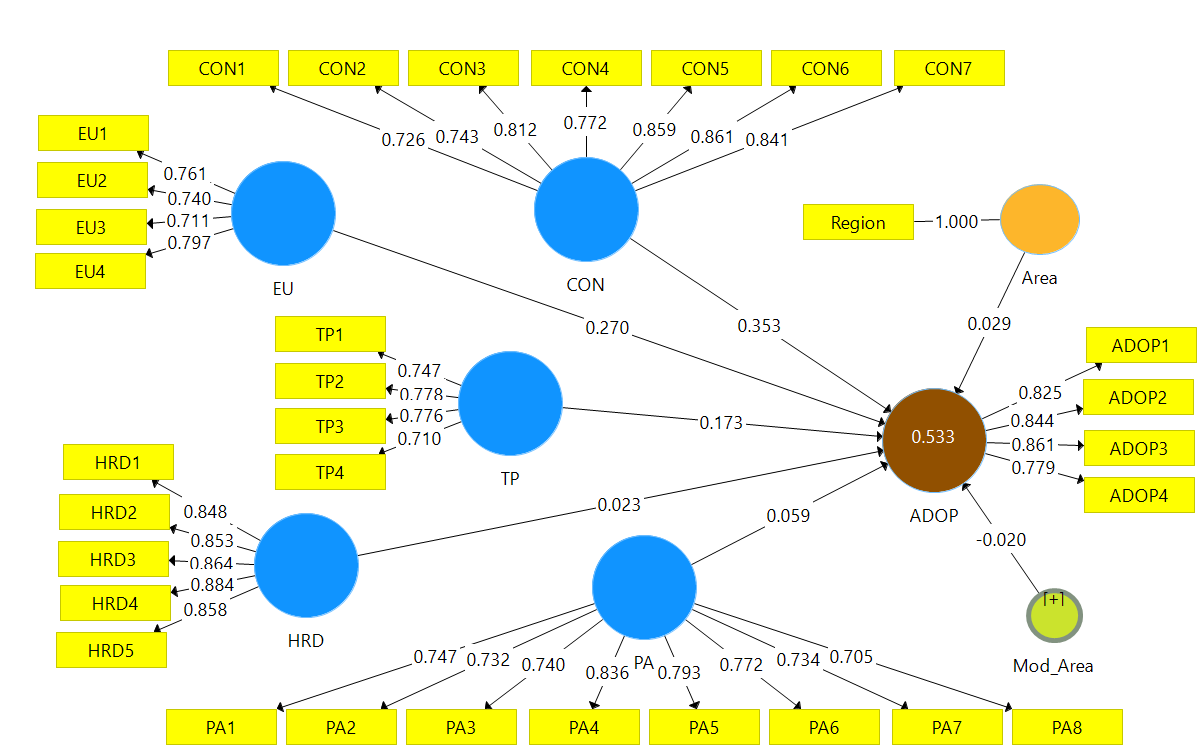 CON1
CON2
CON3
CON4
CON5
CON6
CON7
0.726
0.743
0.812
0.772
0.859
0.861
0.841
CON
EU1
EU2
EU3
EU4
0.761
0.740
0.711
0.797
EU
Region
1.000
Area
0.270
0.353
0.029
TP1
TP2
TP3
TP4
0.747
0.778
0.776
0.710
TP
0.173
0.533
ADOP
0.825
0.844
0.861
0.779
ADOP1
ADOP2
ADOP3
ADOP4
HRD1
HRD2
HRD3
HRD4
HRD5
0.848
0.853
0.864
0.884
0.858
HRD
0.023
0.059
-0.020
[+]
Mod_Area
PA
0.747
0.732
0.740
0.836
0.793
0.772
0.734
0.705
PA1
PA2
PA3
PA4
PA5
PA6
PA7
PA8